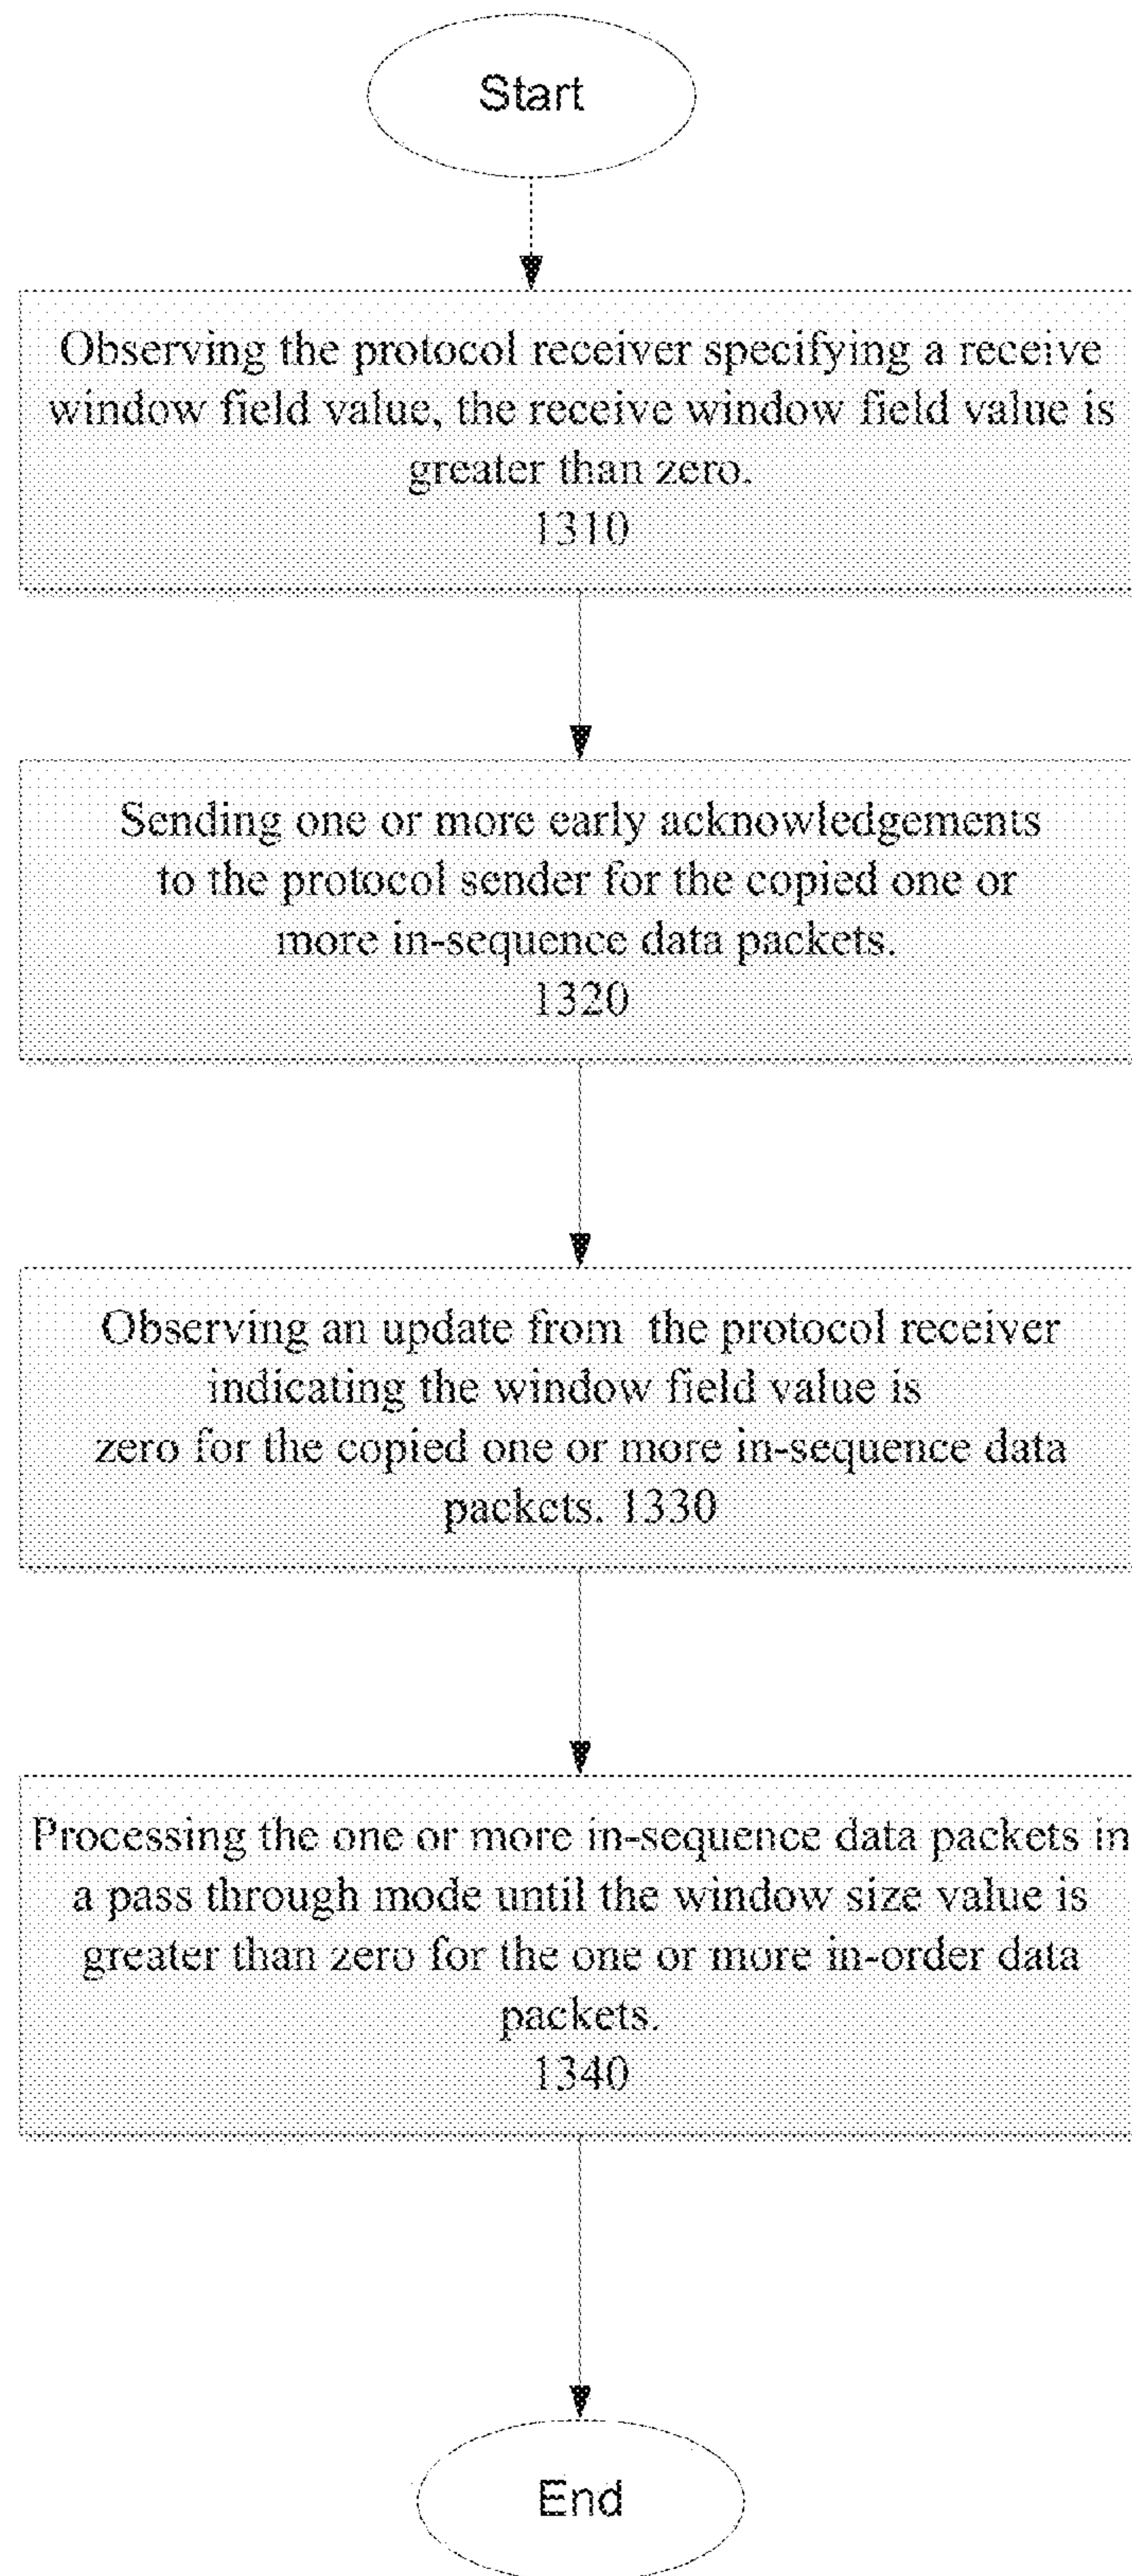 Start
Observing the protocol receiver specifying a receive
window field value, the receive window field value is
greater than zero.
1310
Sending one or more early acknowledgements
to the protocol sender for the copied one or
more in-sequence data packets.
1320
Observing an update from the protocol receiver
indicating the window field value is
zero for the copied one or more in-sequence data
packets. 1330
Processing the one or more in-sequence data packets in
a pass through mode until the window size value is
greater than zero for the one or more in-order data
packets.
1340
End